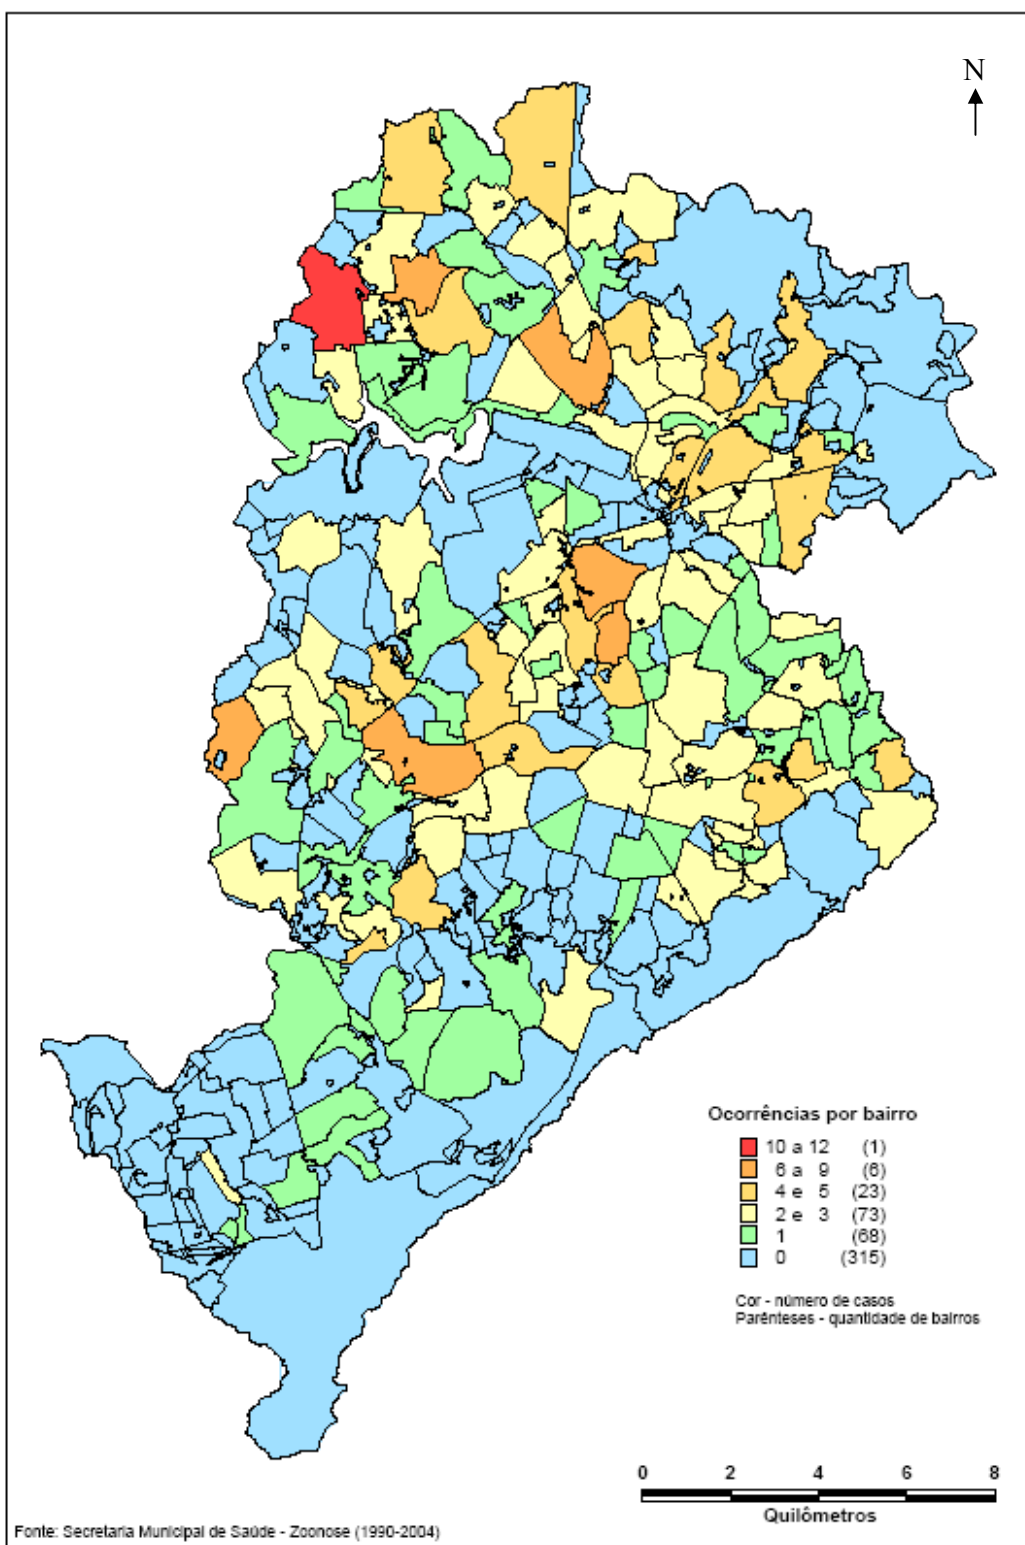 N
Ocorrências por bairro
10 a 12 (1)
6 a 9 (6)
4 e 5 (23)
2 e 3 (73)
1 (68)
0 (315)
Cor - número de casos
Parênteses - quantidade de bairros
0 2 4 6 8
Quilômetros
Fonte: Secretaria Municipal de Saúde - Zoonose (1990-2004)